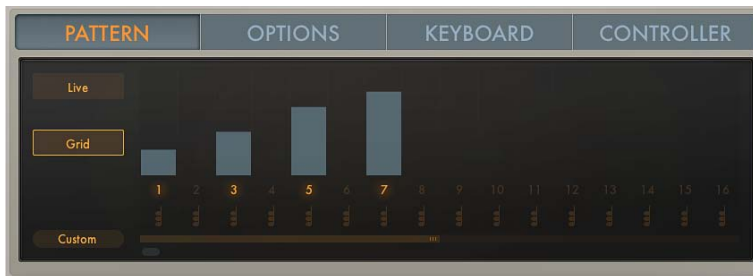 PATTERN OPTIONS KEYBOARD CONTROLLER
Live
Grid
1 2 3 4 5 6 7 8 9 10 11 12 13 14 15 16
Custom